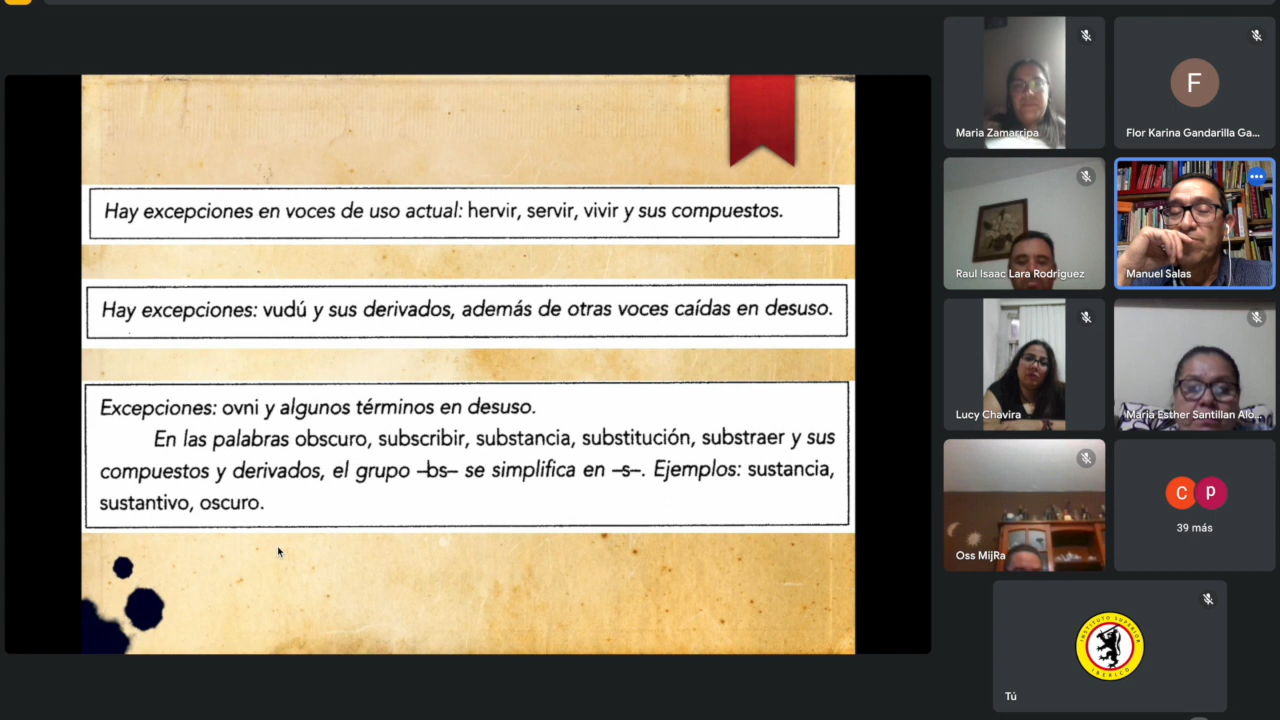 Hay excepciones en voces de uso actual: hervir, servir, vivir y sus compuestos.
Hay excepciones: vudú y sus derivados, además de otras voces caídas en desuso.
Excepciones: ovni y algunos términos en desuso.
En las palabras obscuro, subscribir, substancia, substitución, substraer y sus
compuestos y derivados, el grupo –bs– se simplifica en –s–. Ejemplos: sustancia,
sustantivo, oscuro.
Maria Zamarripa
F
Flor Karina Gandarilla Ga...
Raul Isaac Lara Rodriguez
Manuel Salas
Lucy Chavira
Maria Esther Santillan Alo...
Oss MijRa
C
p
39 más
INSTITUTO SUPERIOR
IBERICO
Tú